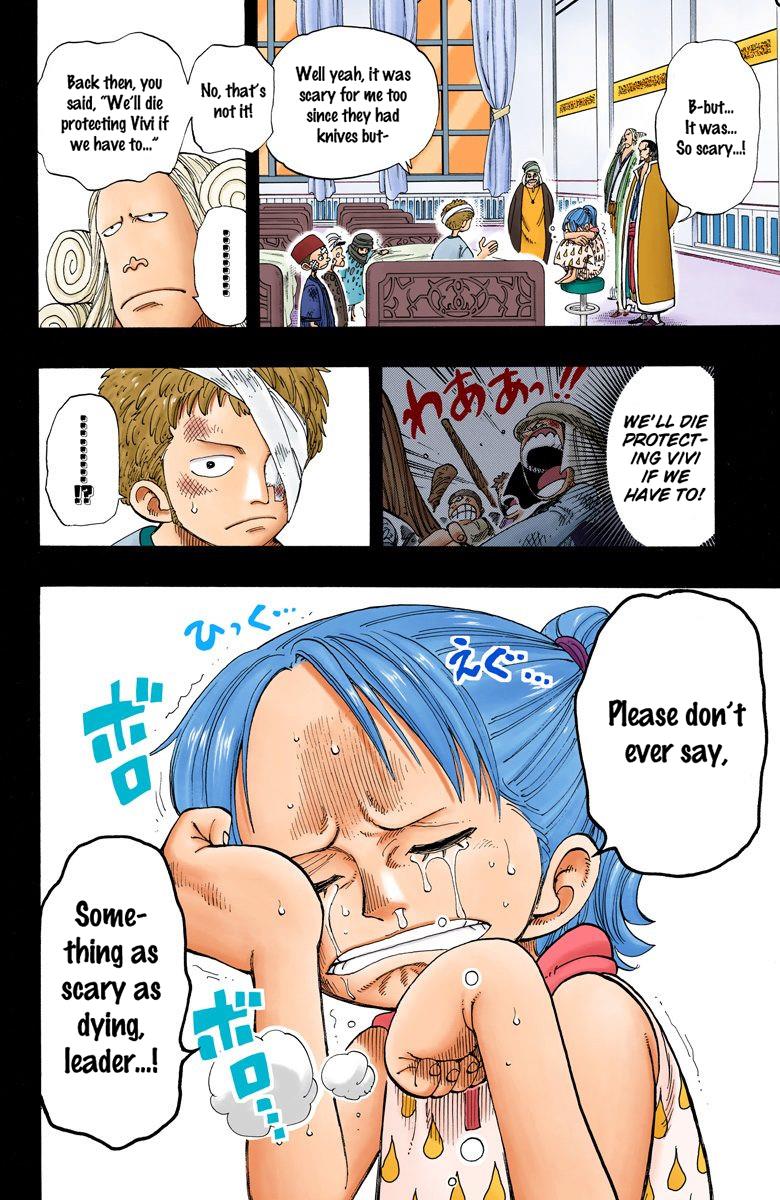 B-but...
It was...
So scary...!
Well yeah, it was
scary for me too
since they had
knives but-
No, that's
not it!
Back then, you
said, "We'll die
protecting Vivi if
we have to..."
..........
わああっ!!
WE'LL DIE
PROTECT-
ING VIVI
IF WE
HAVE TO!
..........!?
ひっく...
えぐ...
Please don't
ever say,
ボロ
Some-
thing as
scary as
dying,
leader...!
ボロ...